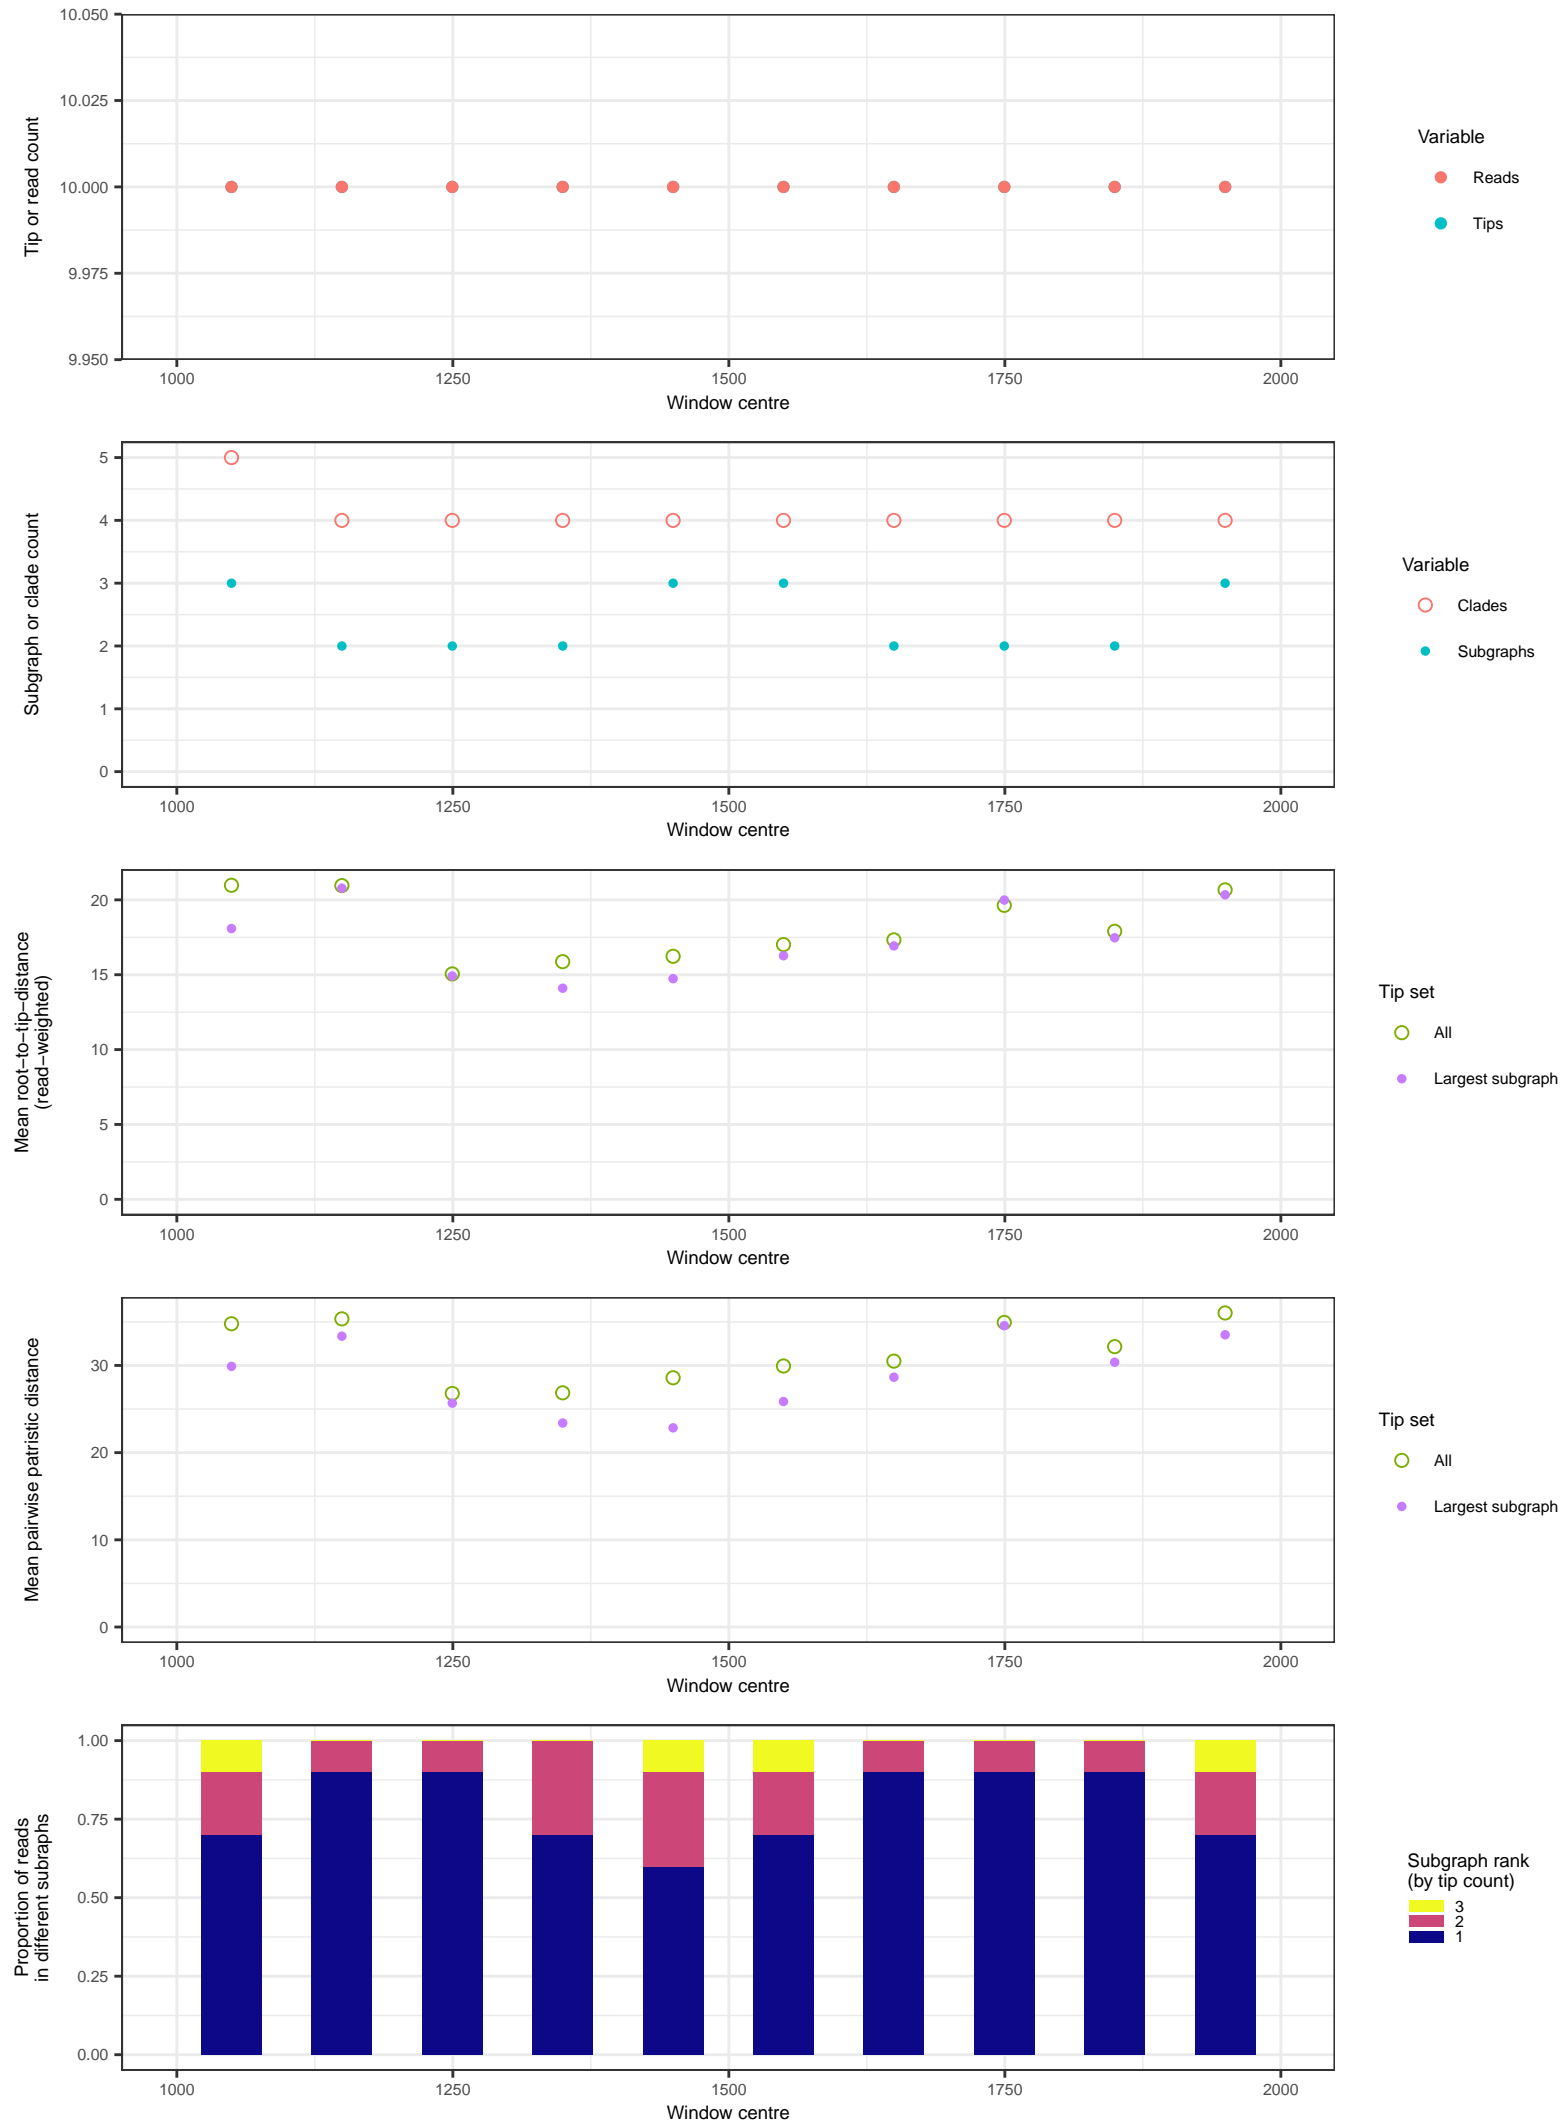 10.050
10.025
10.000
9.975
9.950
Tip or read count
1000 1250 1500 1750 2000
Window centre
Variable
Reads
Tips
5
4
3
2
1
0
Subgraph or clade count
1000 1250 1500 1750 2000
Window centre
Variable
Clades
Subgraphs
20
15
10
5
0
Mean root−to−tip−distance
(read−weighted)
1000 1250 1500 1750 2000
Window centre
Tip set
All
Largest subgraph
30
20
10
0
Mean pairwise patristic distance
1000 1250 1500 1750 2000
Window centre
Tip set
All
Largest subgraph
1.00
0.75
0.50
0.25
0.00
Proportion of reads
in different subraphs
1000 1250 1500 1750 2000
Window centre
Subgraph rank
(by tip count)
3
2
1